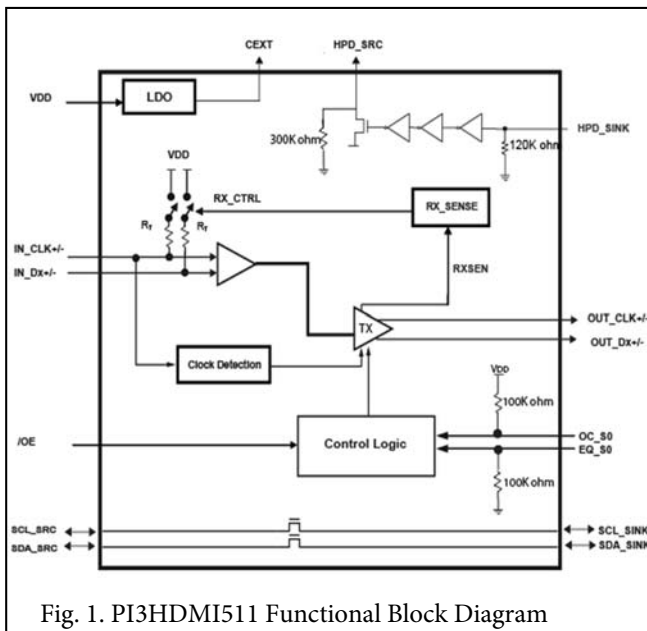 CEXT HPD_SRC
VDD
LDO
300K ohm
HPD_SINK
120K ohm
VDD
RX_CTRL
RX_SENSE
Rf Rf
IN_CLK+/-
IN_Dx+/-
RXSEN
TX
OUT_CLK+/-
OUT_Dx+/-
Clock Detection
VDD
100K ohm
/OE
Control Logic
OC_S0
EQ_S0
100K ohm
SCL_SRC SCL_SINK
SDA_SRC SDA_SINK
Fig. 1. PI3HDMI511 Functional Block Diagram